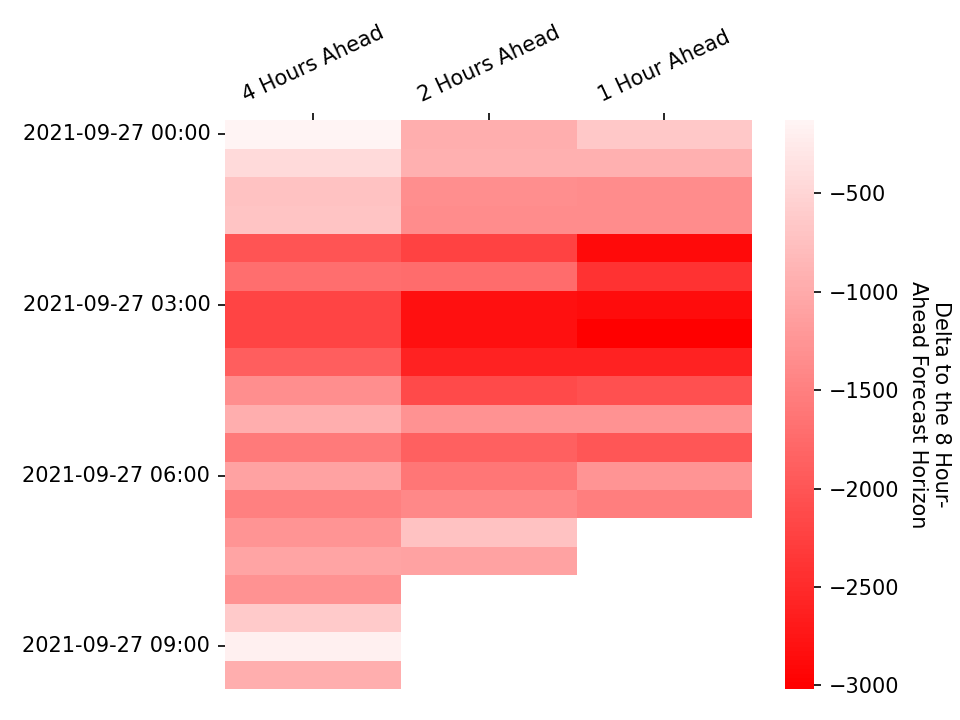 4 Hours Ahead
2 Hours Ahead
1 Hour Ahead
2021-09-27 00:00
2021-09-27 03:00
2021-09-27 06:00
2021-09-27 09:00
−500
−1000
−1500
−2000
−2500
−3000
Delta to the 8 Hour-
Ahead Forecast Horizon